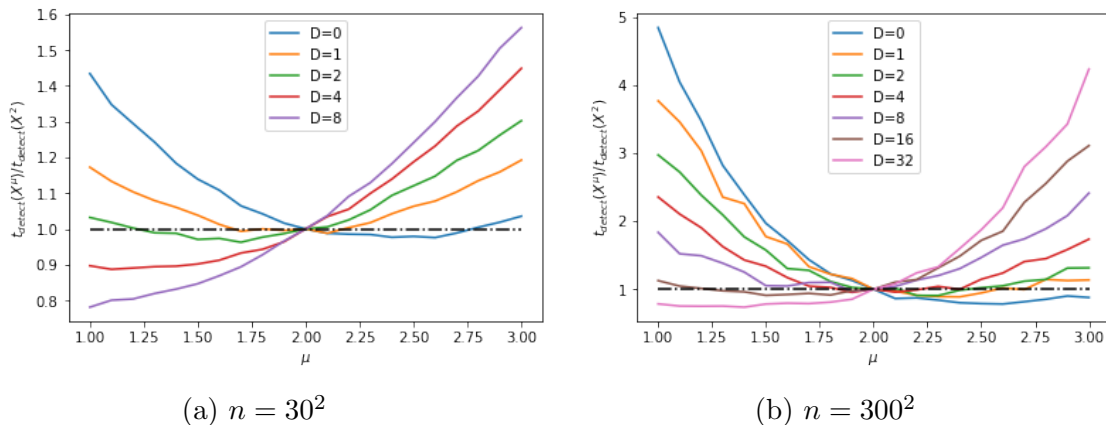 1.6
1.5
1.4
1.3
1.2
1.1
1.0
0.9
0.8
t_detect(X^μ)/t_detect(X^2)
D=0
D=1
D=2
D=4
D=8
1.00 1.25 1.50 1.75 2.00 2.25 2.50 2.75 3.00
μ
(a) n = 30²
5
4
3
2
1
t_detect(X^μ)/t_detect(X^2)
D=0
D=1
D=2
D=4
D=8
D=16
D=32
1.00 1.25 1.50 1.75 2.00 2.25 2.50 2.75 3.00
μ
(b) n = 300²